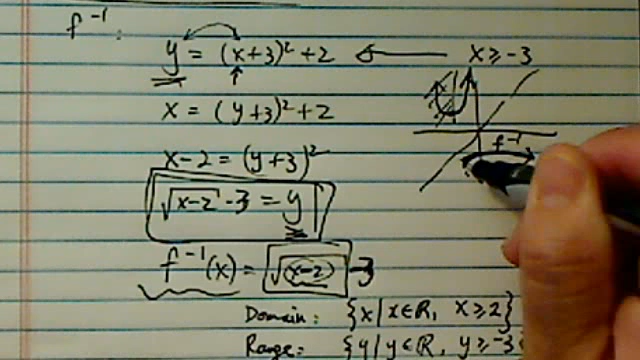 f⁻¹:
y = (x+3)² + 2 ← x ≥ -3
x = (y+3)² + 2
x-2 = (y+3)²
√(x-2) - 3 = y
f⁻¹(x) = √(x-2) - 3
f⁻¹
Domain: {x | x ∈ R, x ≥ 2}
Range: {y | y ∈ R, y ≥ -3}